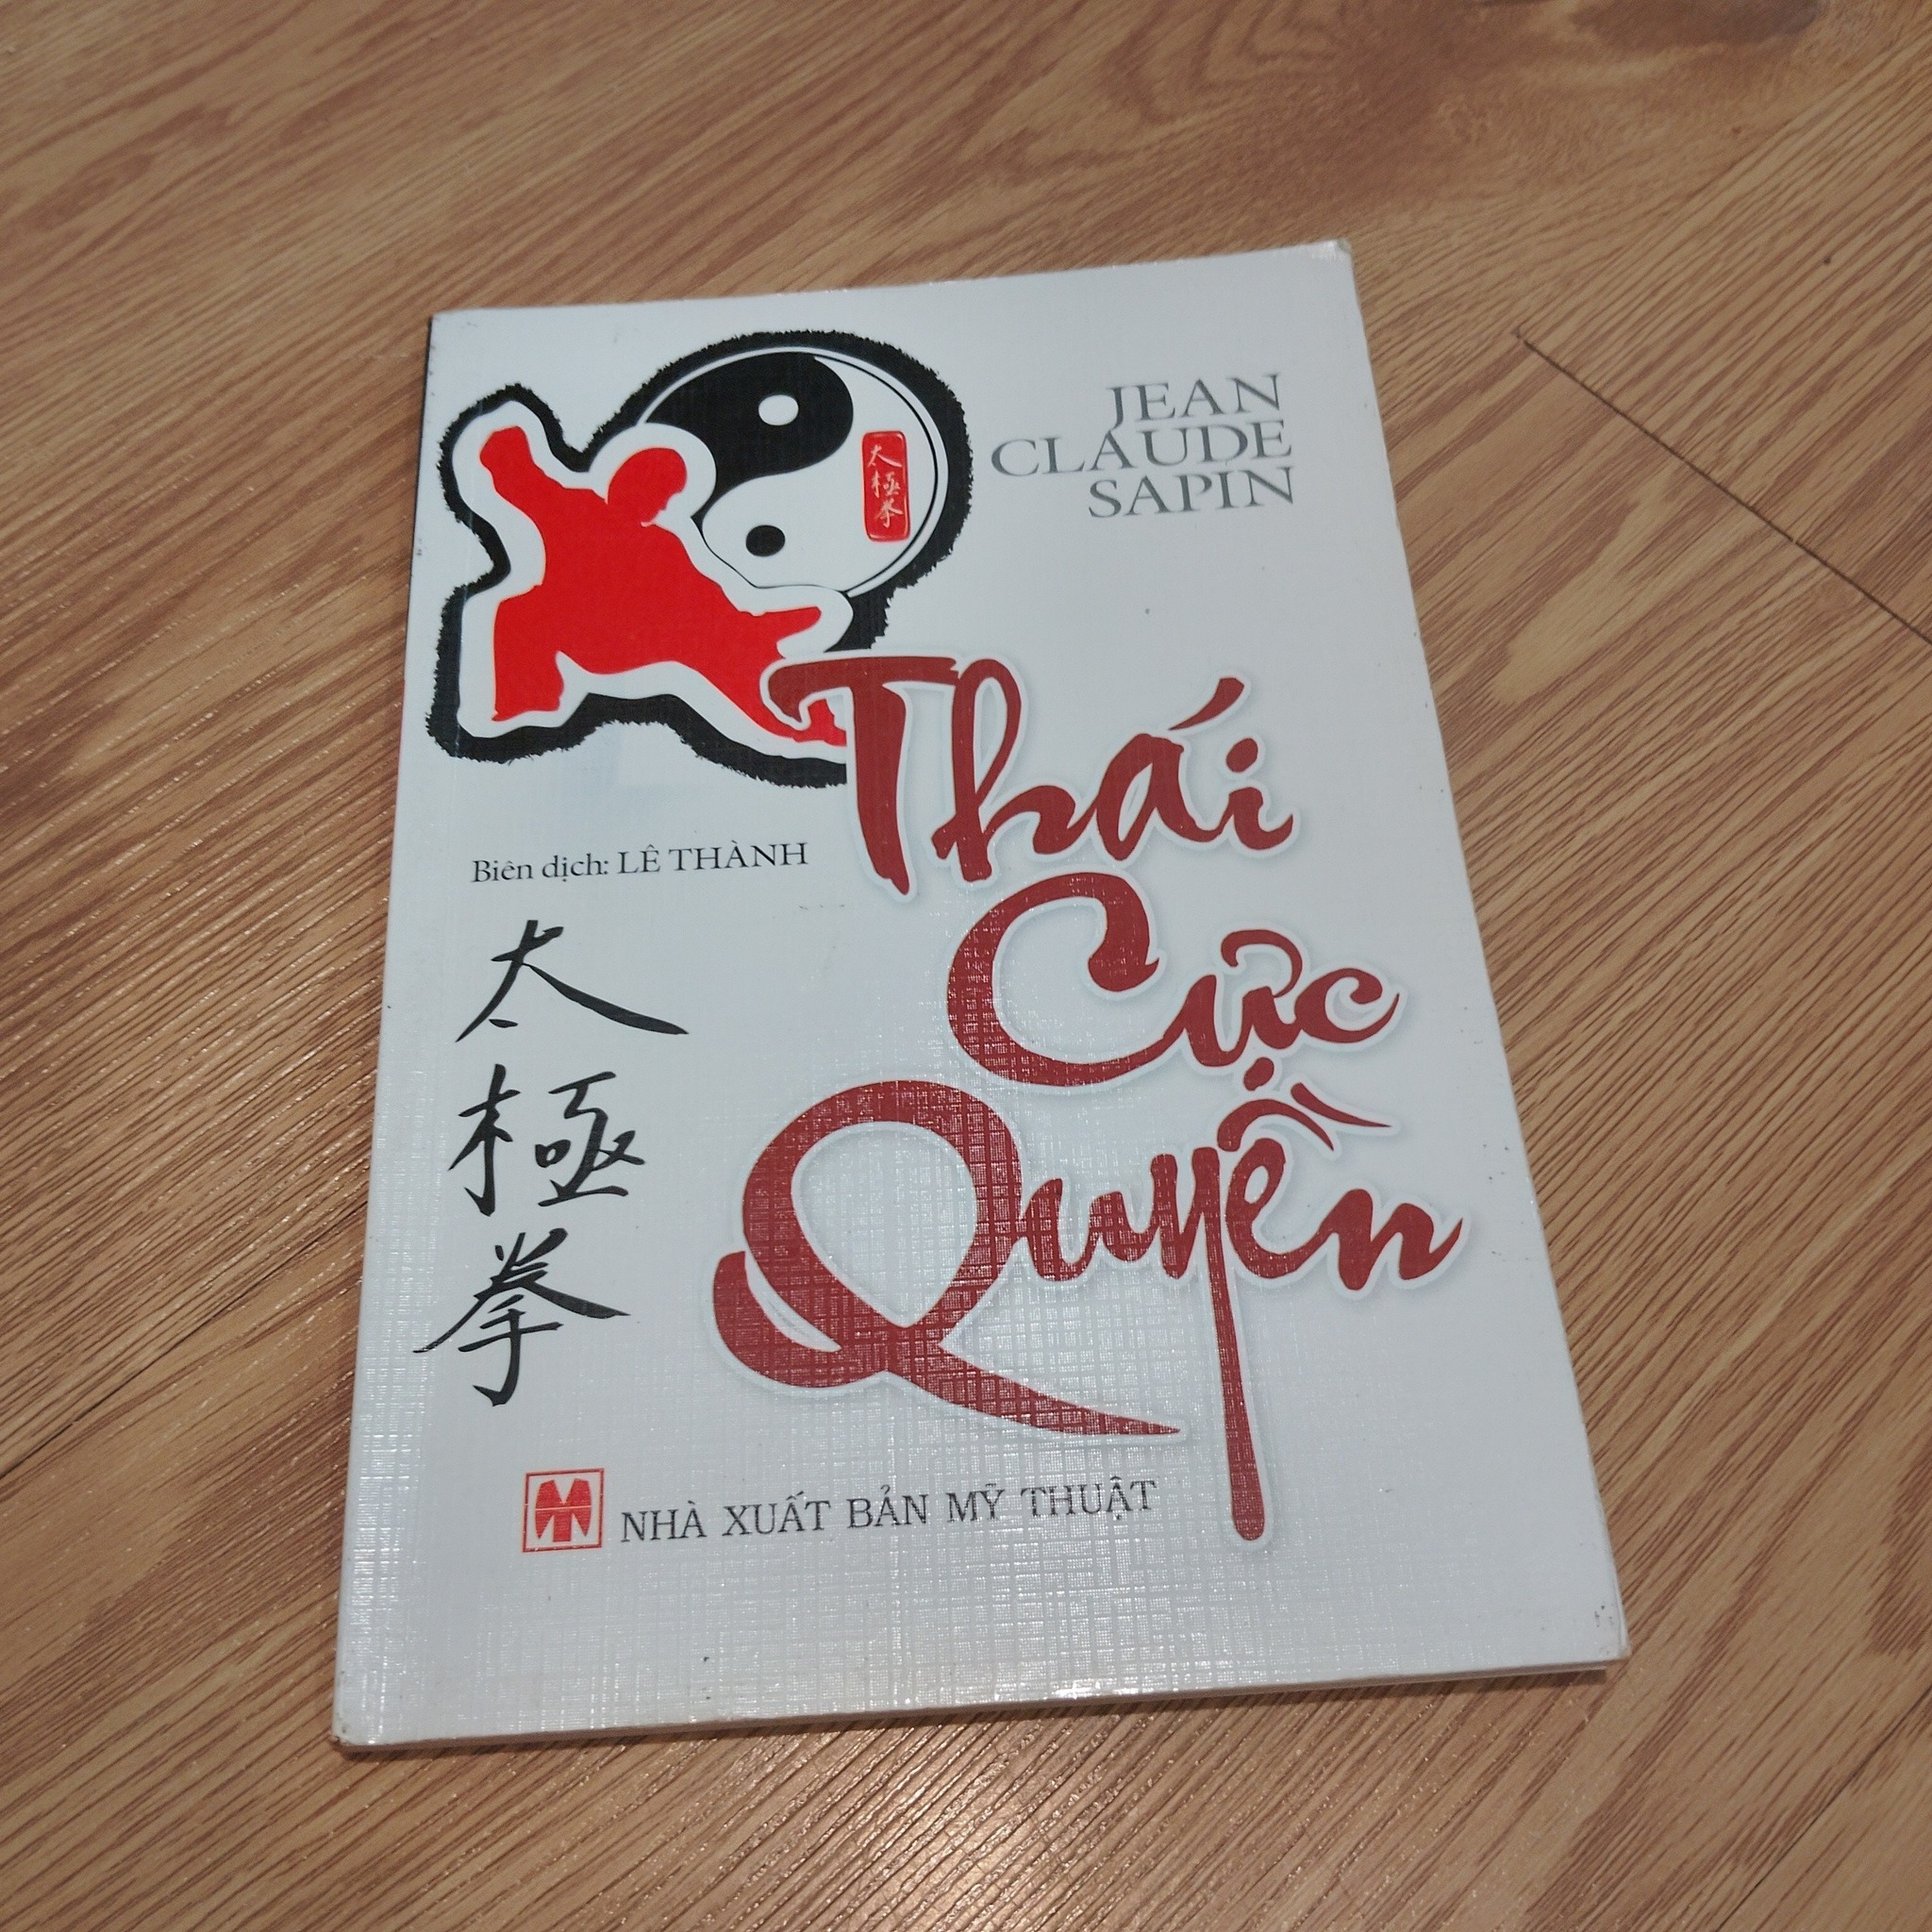 太
極
拳
JEAN
CLAUDE
SAPIN
Thái
Cực
Quyền
Biên dịch: LÊ THÀNH
太
極
拳
NHÀ XUẤT BẢN MỸ THUẬT